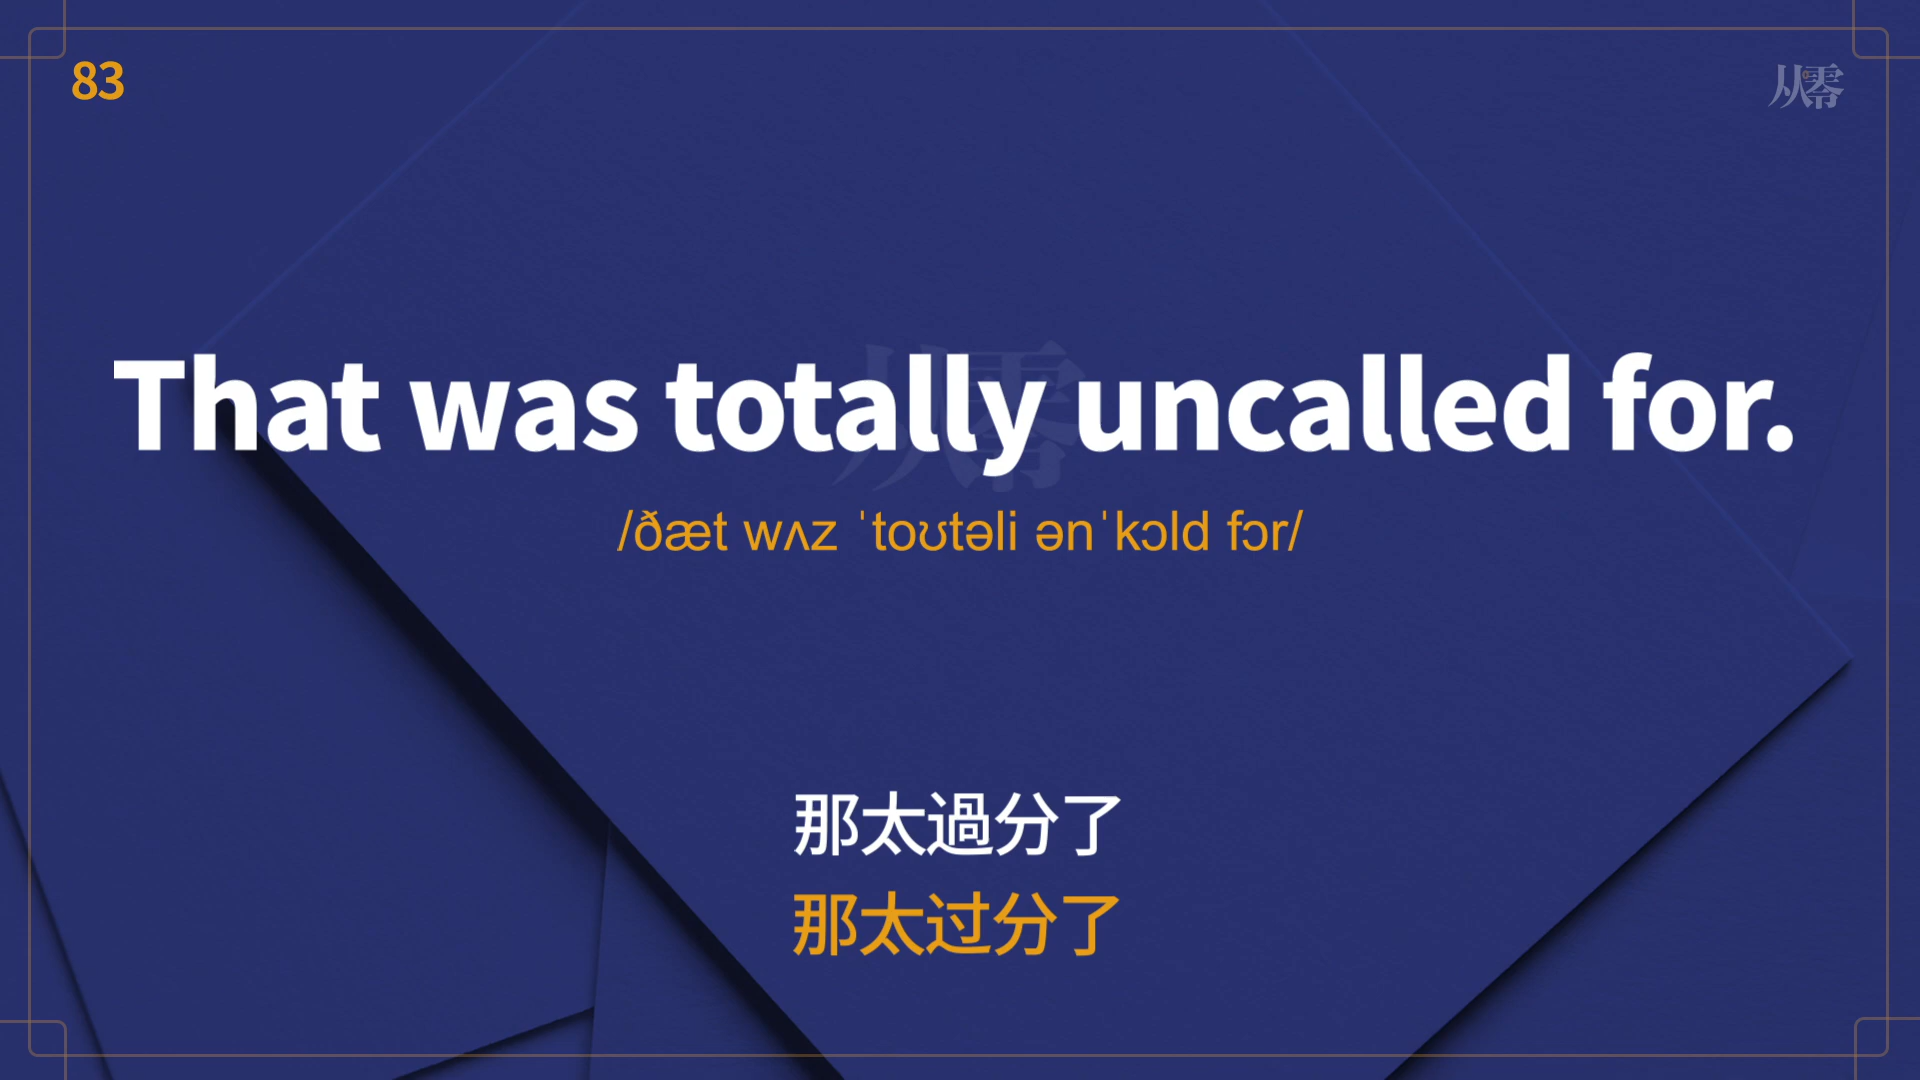 83
从零
That was totally uncalled for.
/ðæt wʌz ˈtoʊtəli ənˈkɔld fɔr/
那太過分了
那太过分了